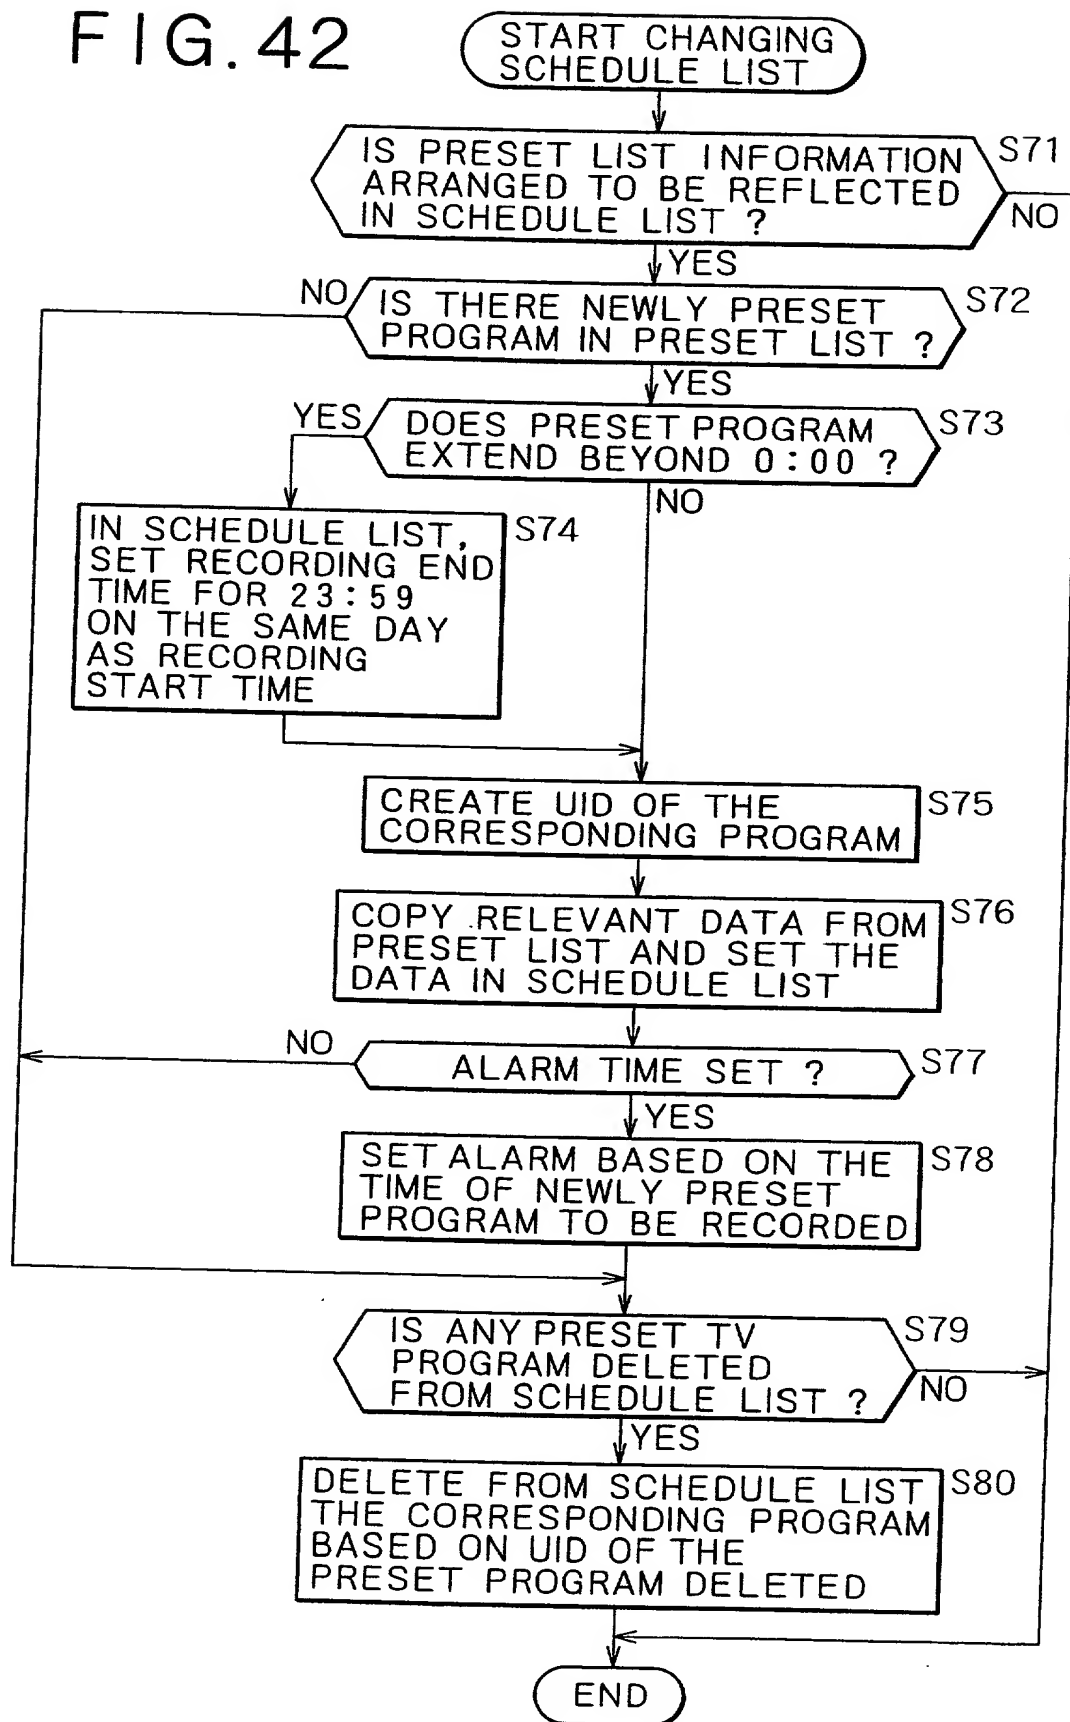 FIG. 42
START CHANGING
SCHEDULE LIST
IS PRESET LIST INFORMATION
ARRANGED TO BE REFLECTED
IN SCHEDULE LIST ?
S71
NO
YES
NO
IS THERE NEWLY PRESET
PROGRAM IN PRESET LIST ?
S72
YES
YES
DOES PRESET PROGRAM
EXTEND BEYOND 0:00 ?
S73
NO
IN SCHEDULE LIST,
SET RECORDING END
TIME FOR 23:59
ON THE SAME DAY
AS RECORDING
START TIME
S74
CREATE UID OF THE
CORRESPONDING PROGRAM
S75
COPY RELEVANT DATA FROM
PRESET LIST AND SET THE
DATA IN SCHEDULE LIST
S76
NO
ALARM TIME SET ?
S77
YES
SET ALARM BASED ON THE
TIME OF NEWLY PRESET
PROGRAM TO BE RECORDED
S78
IS ANY PRESET TV
PROGRAM DELETED
FROM SCHEDULE LIST ?
S79
NO
YES
DELETE FROM SCHEDULE LIST
THE CORRESPONDING PROGRAM
BASED ON UID OF THE
PRESET PROGRAM DELETED
S80
END